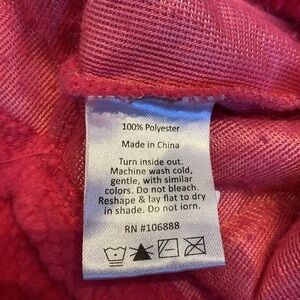 100% Polyester
Made in China
Turn inside out.
Machine wash cold,
gentle, with similar
colors. Do not bleach.
Reshape & lay flat to dry
in shade. Do not iorn.
RN #106888